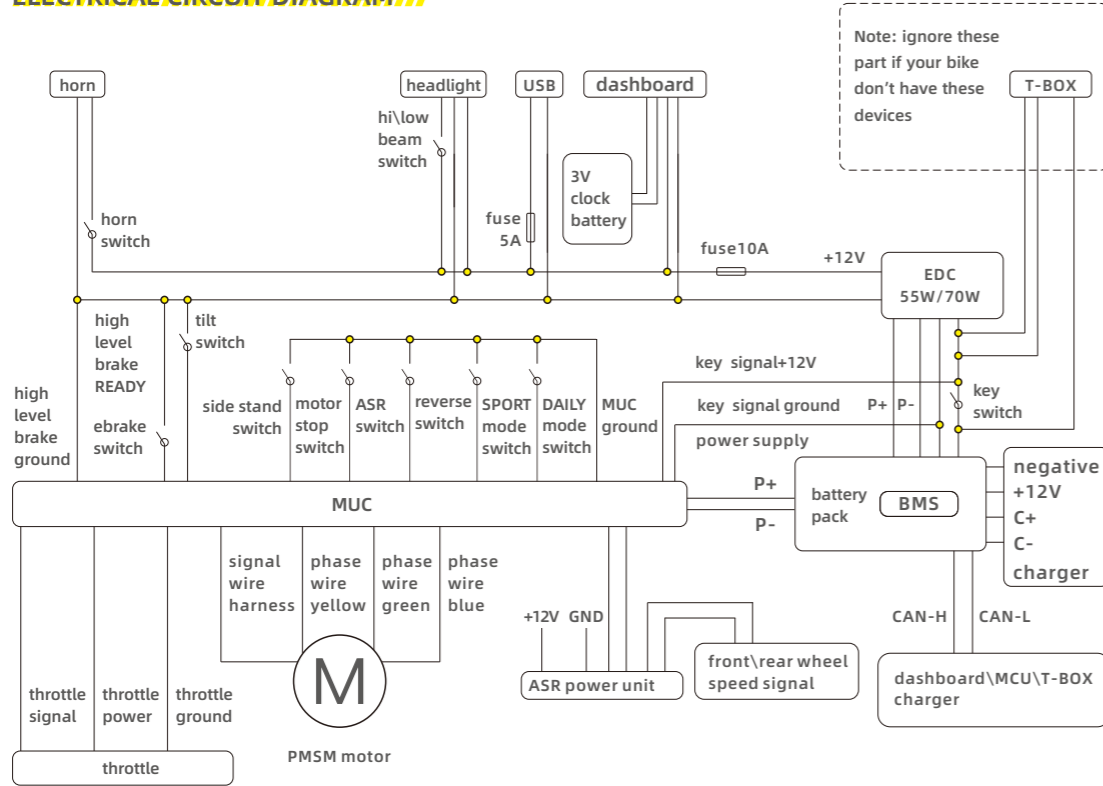 ELECTRICAL CIRCUIT DIAGRAM
Note: ignore these
part if your bike
don't have these
devices
horn
headlight
USB
dashboard
T-BOX
hi\low
beam
switch
3V
clock
battery
horn
switch
fuse
5A
fuse10A
+12V
EDC
55W/70W
high
level
brake
READY
tilt
switch
high
level
brake
ground
ebrake
switch
side stand
switch
motor
stop
switch
ASR
switch
reverse
switch
SPORT
mode
switch
DAILY
mode
switch
MUC
ground
key signal+12V
key signal ground
power supply
P+
P-
key
switch
MUC
P+
P-
battery
pack
BMS
negative
+12V
C+
C-
charger
signal
wire
harness
phase
wire
yellow
phase
wire
green
phase
wire
blue
+12V
GND
CAN-H
CAN-L
M
ASR power unit
front\rear wheel
speed signal
dashboard\MCU\T-BOX
charger
throttle
signal
throttle
power
throttle
ground
PMSM motor
throttle